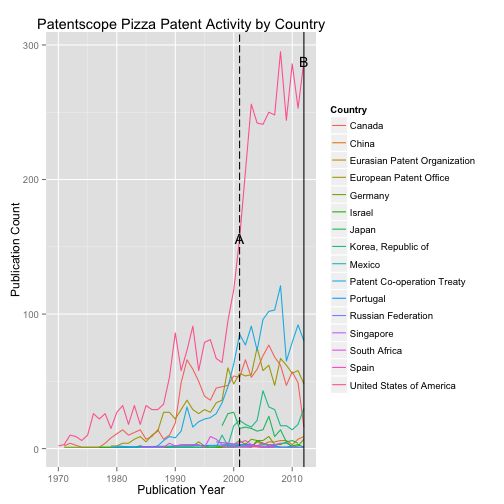 Patentscope Pizza Patent Activity by Country
300
200
100
0
Publication Count
A
B
1970
1980
1990
2000
2010
Publication Year
Country
Canada
China
Eurasian Patent Organization
European Patent Office
Germany
Israel
Japan
Korea, Republic of
Mexico
Patent Co-operation Treaty
Portugal
Russian Federation
Singapore
South Africa
Spain
United States of America